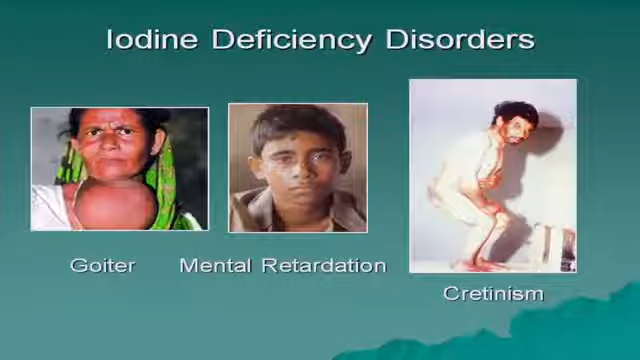 Iodine Deficiency Disorders
Goiter
Mental Retardation
Cretinism